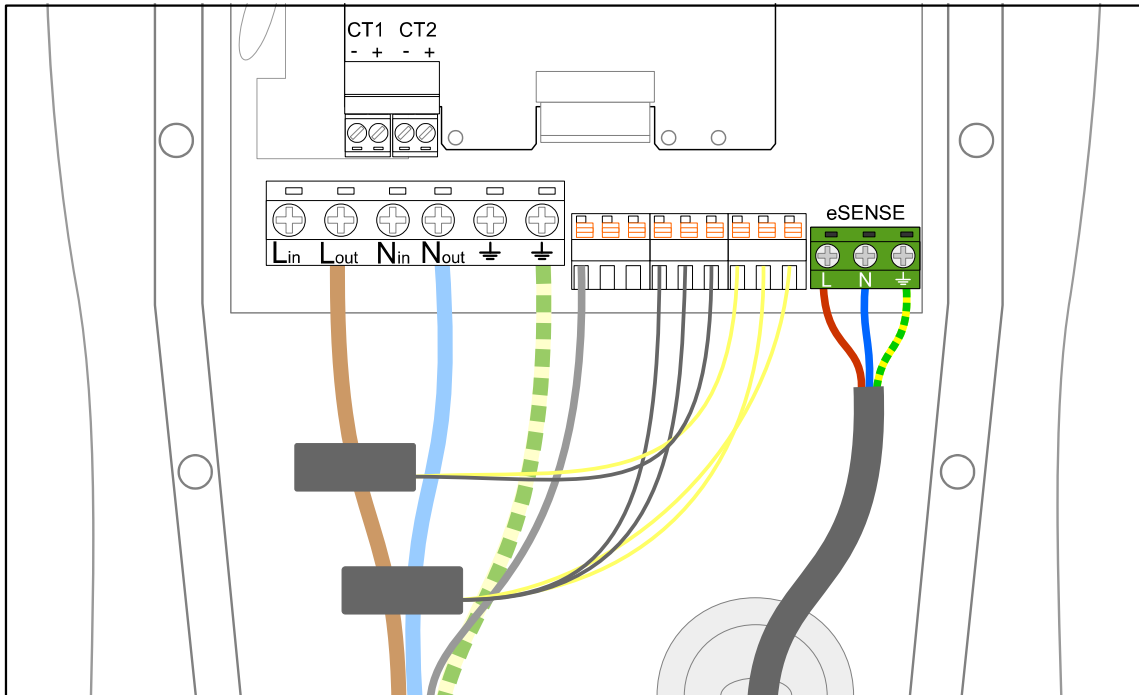 CT1 CT2
- + - +
eSENSE
Lin Lout Nin Nout
L N